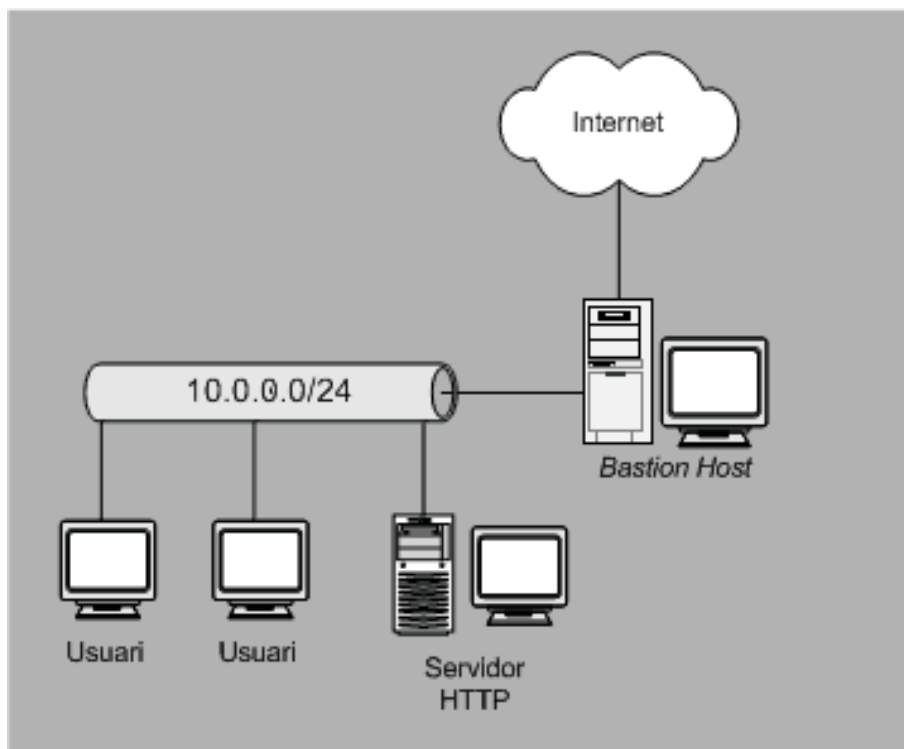 Internet
10.0.0.0/24
Bastion Host
Usuari
Usuari
Servidor
HTTP